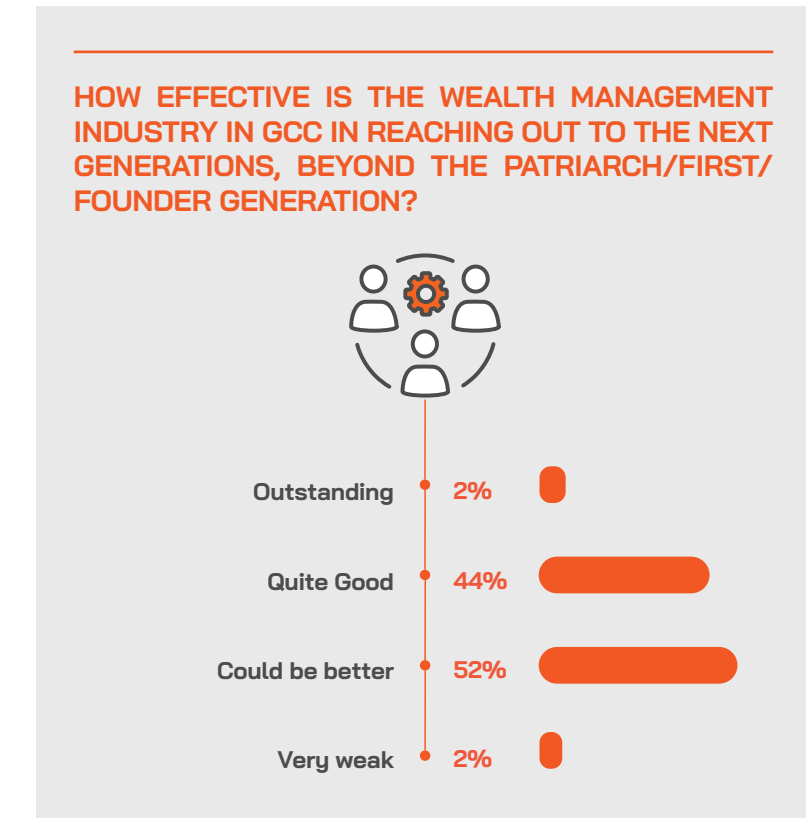 HOW EFFECTIVE IS THE WEALTH MANAGEMENT
INDUSTRY IN GCC IN REACHING OUT TO THE NEXT
GENERATIONS, BEYOND THE PATRIARCH/FIRST/
FOUNDER GENERATION?
Outstanding 2%
Quite Good 44%
Could be better 52%
Very weak 2%